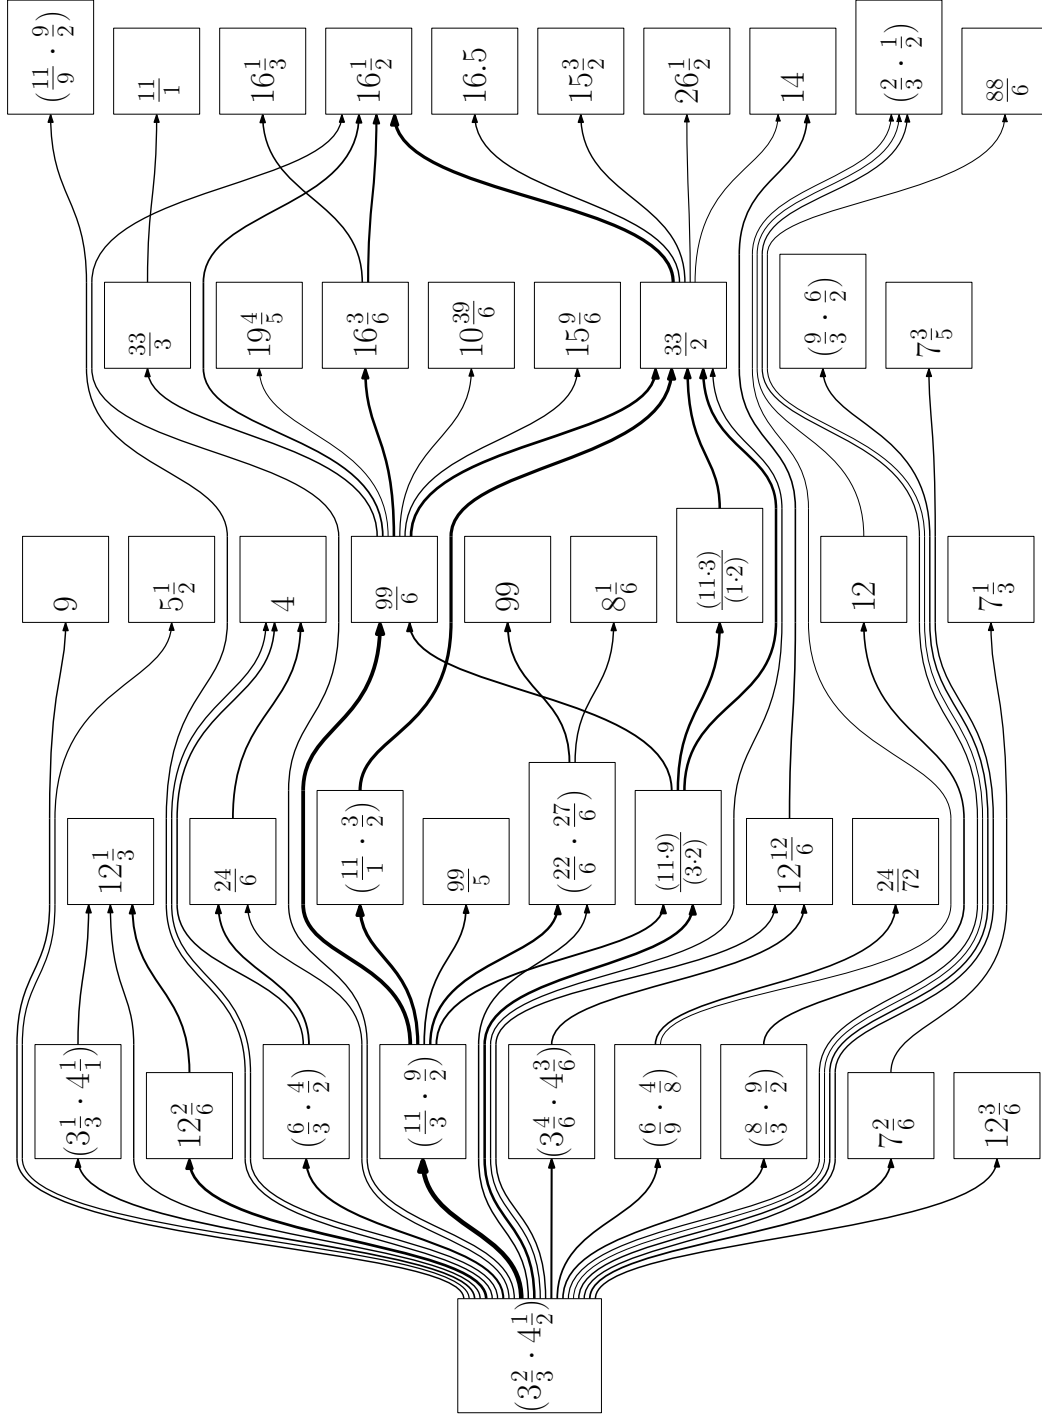 (11/9 · 9/2)
11/1
16 1/3
16 1/2
16.5
15 3/2
26 1/2
14
(2/3 · 1/2)
88/6
33/3
19 4/5
16 3/6
10 39/6
15 9/6
33/2
(9/3 · 6/2)
7 3/5
9
5 1/2
4
99/6
99
8 1/6
(11·3)/(1·2)
12
7 1/3
12 1/3
24/6
(11/1 · 3/2)
99/5
(22/6 · 27/6)
(11·9)/(3·2)
12 12/6
24/72
(3 1/3 · 4 1/1)
12 2/6
(6/3 · 4/2)
(11/3 · 9/2)
(3 4/6 · 4 3/6)
(6/9 · 4/8)
(8/3 · 9/2)
7 2/6
12 3/6
(3 2/3 · 4 1/2)